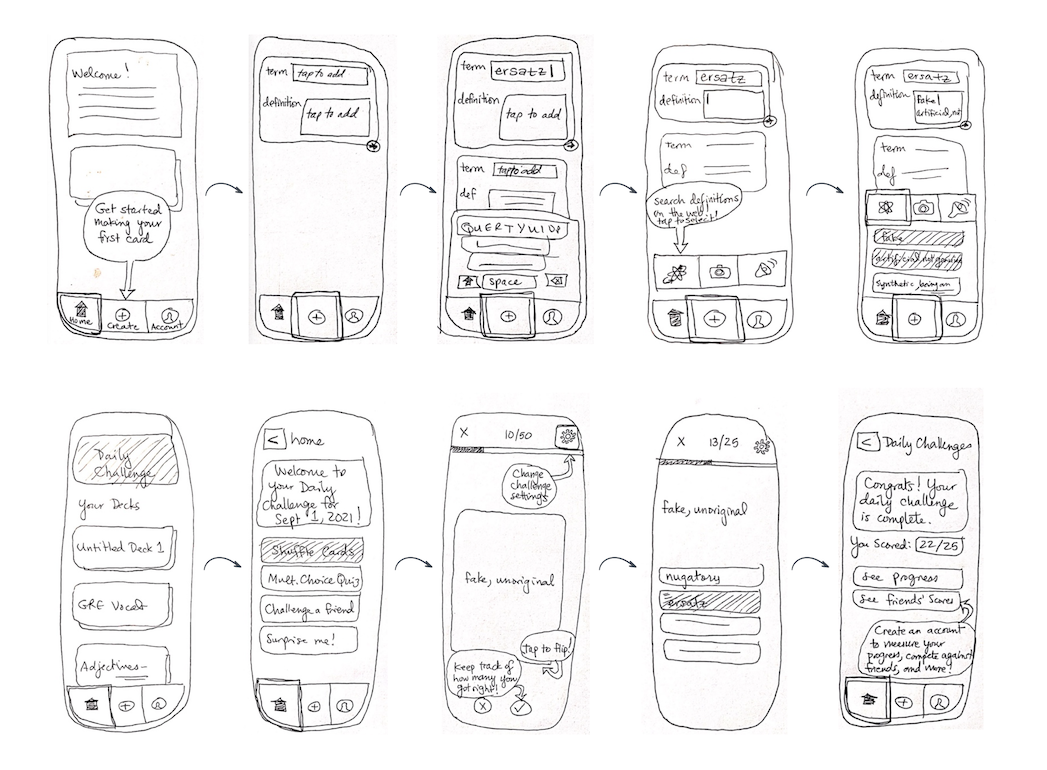 Welcome!
Get started
making your
first card
Home
Create
Account
term tap to add
definition
tap to add
term ersatz
definition
tap to add
term tap to add
def
QUERTYUIOP
space
term ersatz
definition
term
def
Search definitions
on the web.
tap to select!
term ersatz
definition fake
artificial, not
term
def
fake
artificial, not genuine
synthetic, being an
Daily
Challenge
Your Decks
Untitled Deck 1
GRE Vocab
Adjectives-
< home
Welcome to
your Daily
Challenge for
Sept 1, 2021!
Shuffle Cards
Mult. Choice Quiz
Challenge a friend
Surprise me!
X 10/50
Change
challenge
settings
fake, unoriginal
tap to flip!
Keep track of
how many you
got right!
X ✓
X 13/25
fake, unoriginal
nugatory
ersatz
< Daily Challenges
Congrats! Your
daily challenge
is complete.
You Scored: 22/25
See progress
See friends' Scores
Create an account
to measure your
progress, compete against
friends, and more!